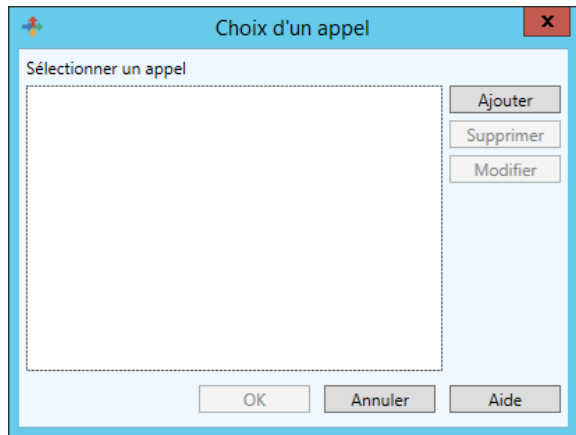 Choix d'un appel
x
Sélectionner un appel
Ajouter
Supprimer
Modifier
OK
Annuler
Aide